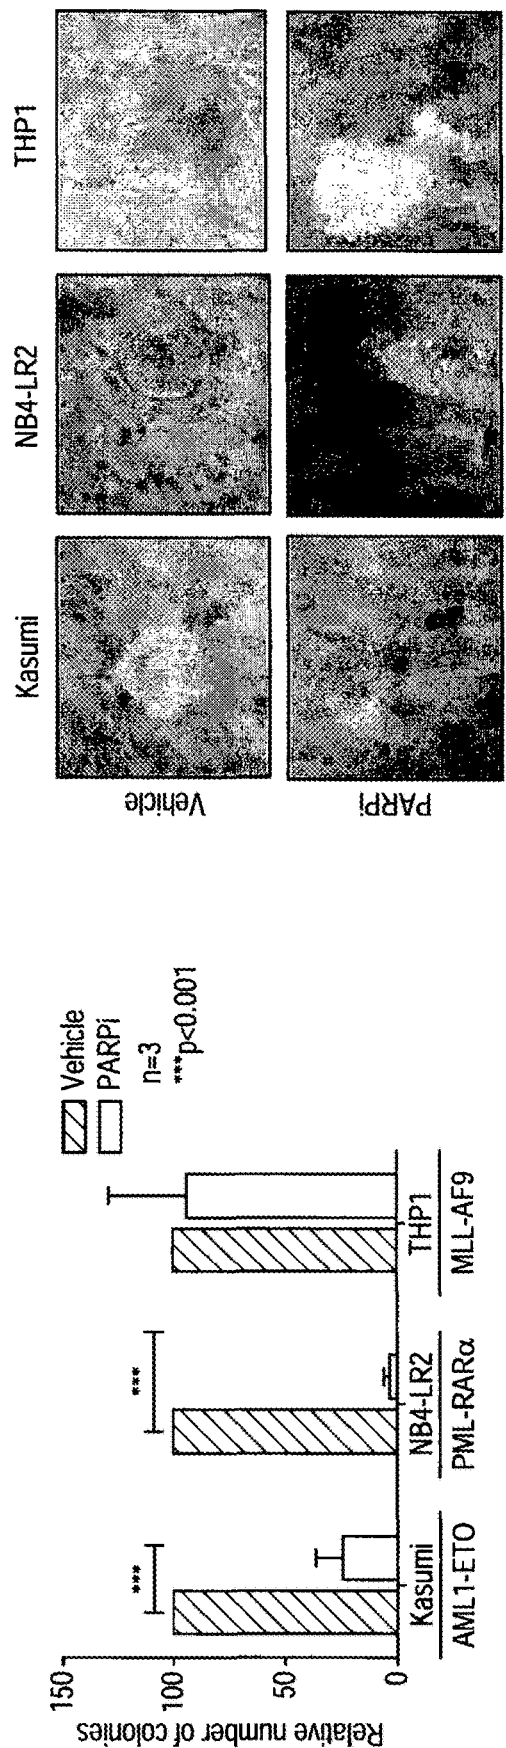 Relative number of colonies
150
100
50
0
Vehicle
PARPi
n=3
***p<0.001
***
***
Kasumi
NB4-LR2
THP1
AML1-ETO
PML-RARα
MLL-AF9
Kasumi
NB4-LR2
THP1
Vehicle
PARPi